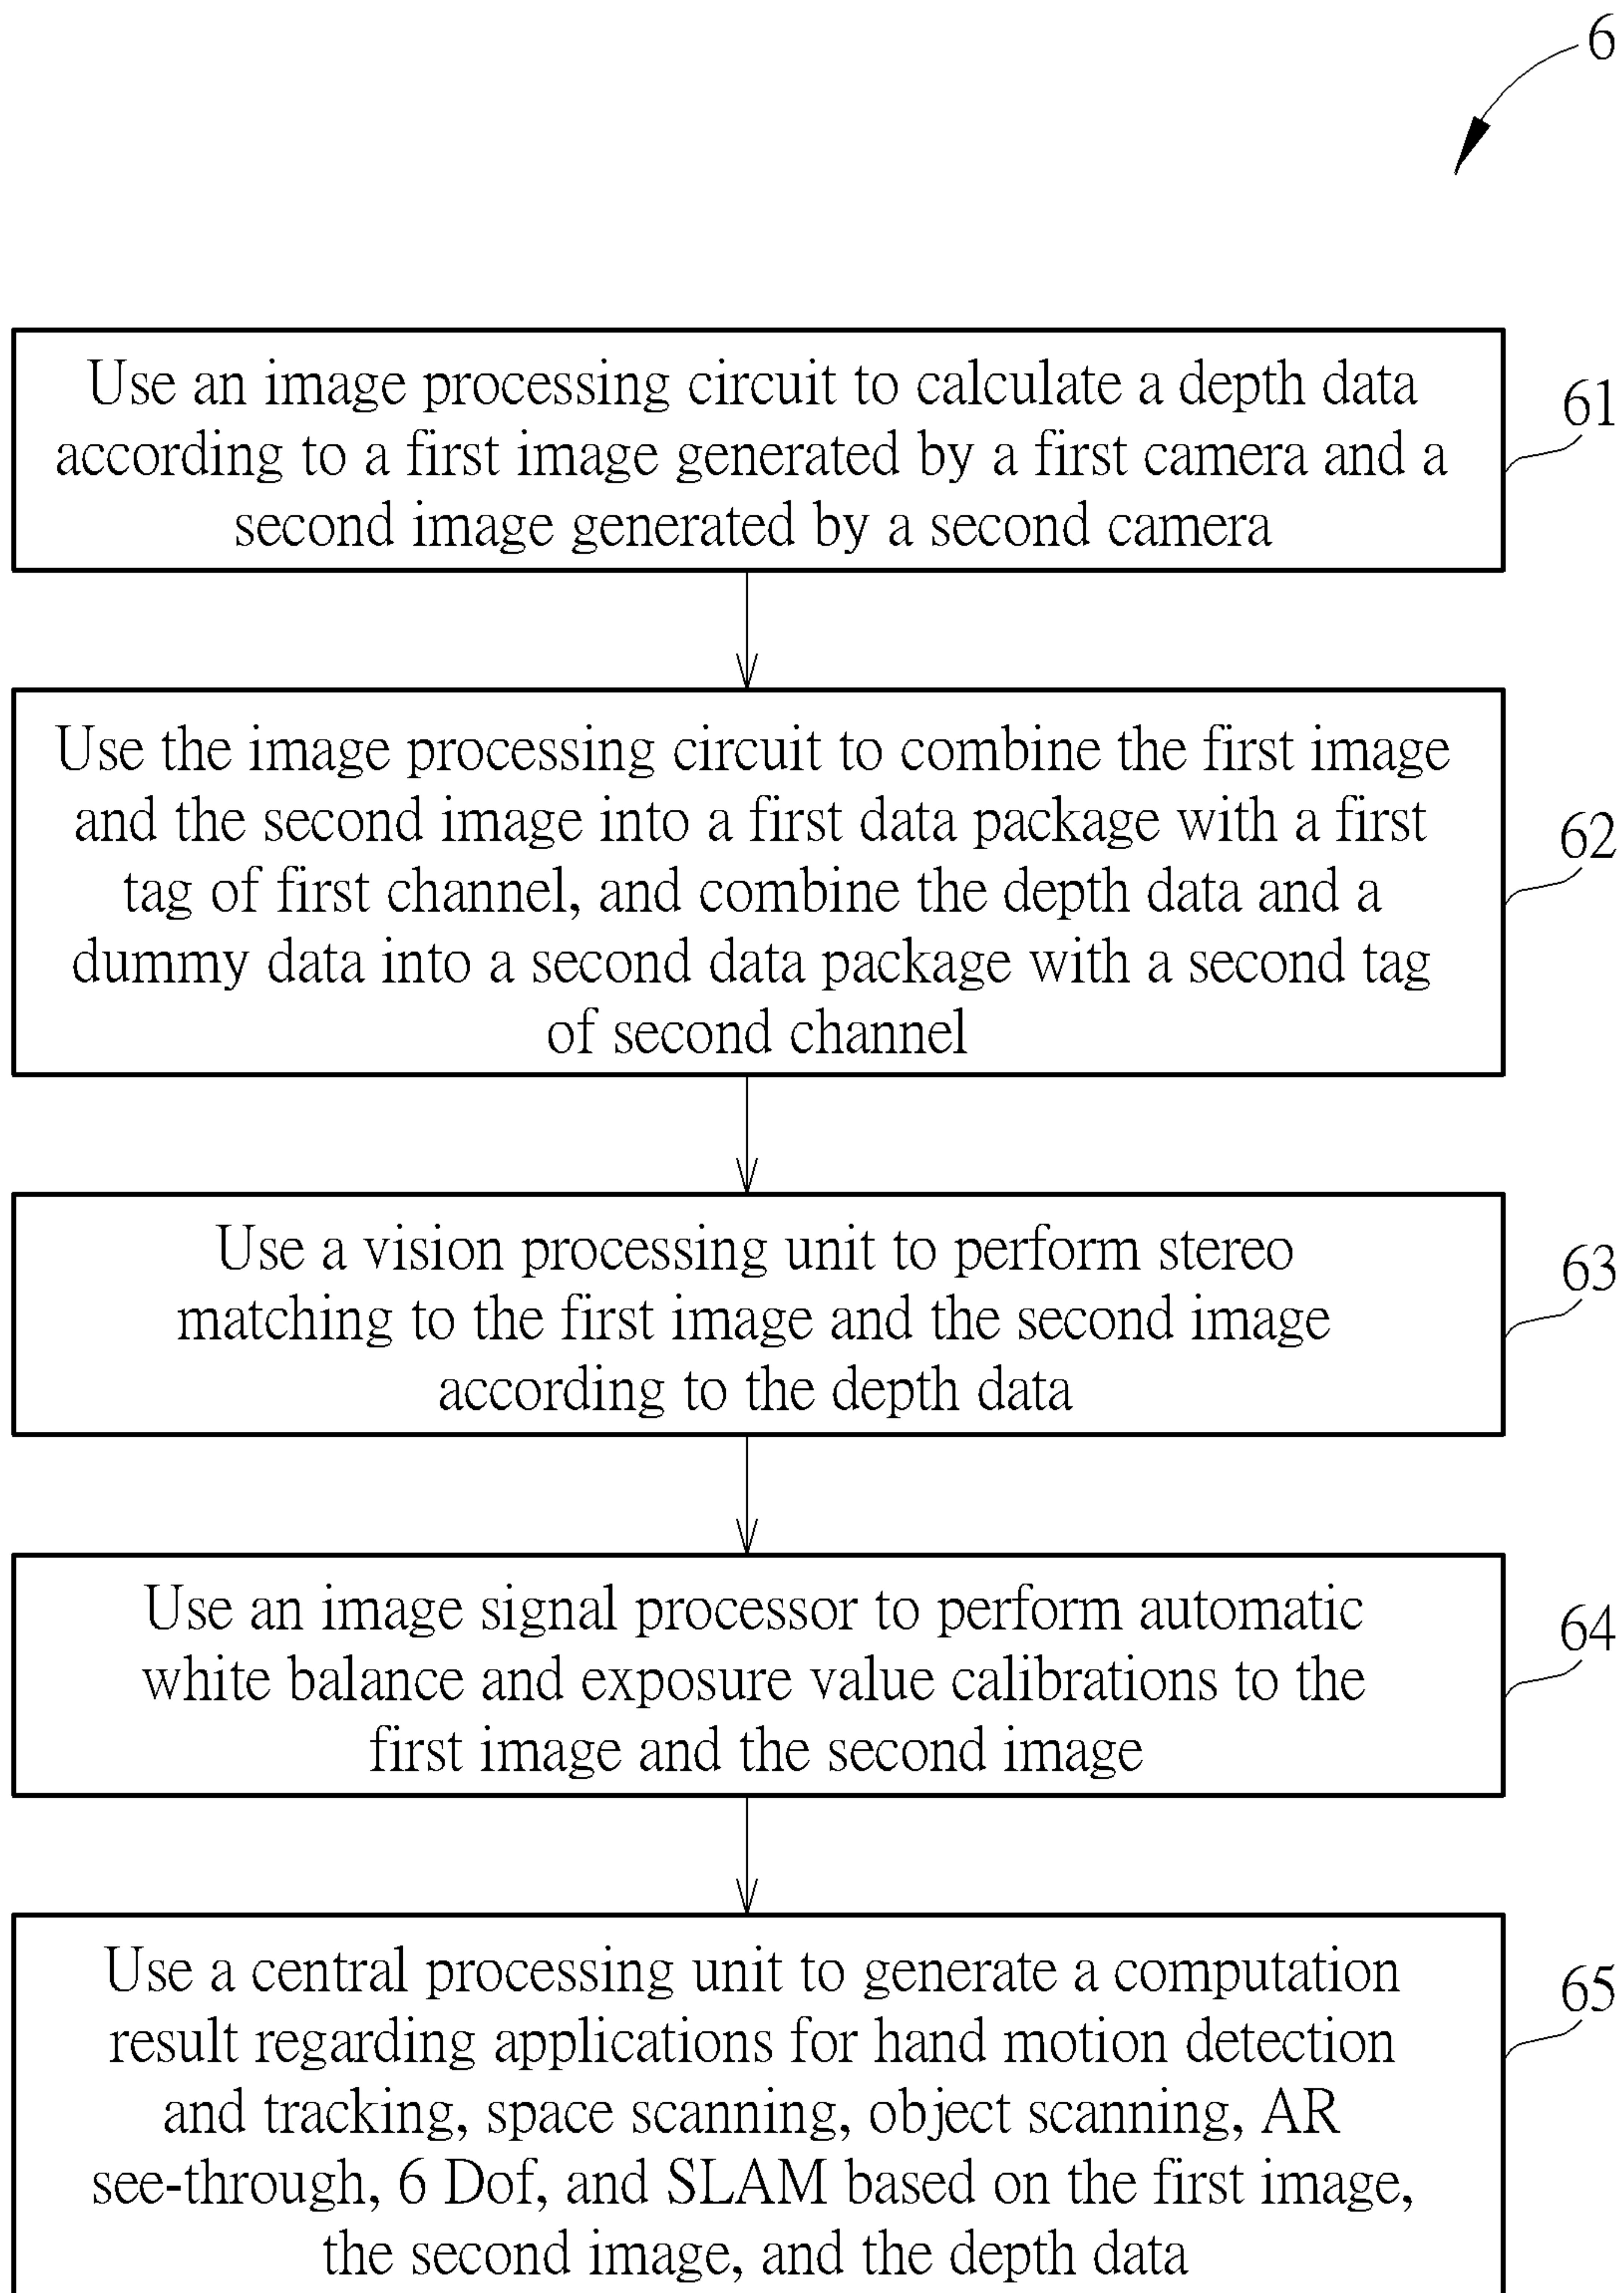 6
Use an image processing circuit to calculate a depth data
according to a first image generated by a first camera and a
second image generated by a second camera
61
Use the image processing circuit to combine the first image
and the second image into a first data package with a first
tag of first channel, and combine the depth data and a
dummy data into a second data package with a second tag
of second channel
62
Use a vision processing unit to perform stereo
matching to the first image and the second image
according to the depth data
63
Use an image signal processor to perform automatic
white balance and exposure value calibrations to the
first image and the second image
64
Use a central processing unit to generate a computation
result regarding applications for hand motion detection
and tracking, space scanning, object scanning, AR
see-through, 6 Dof, and SLAM based on the first image,
the second image, and the depth data
65